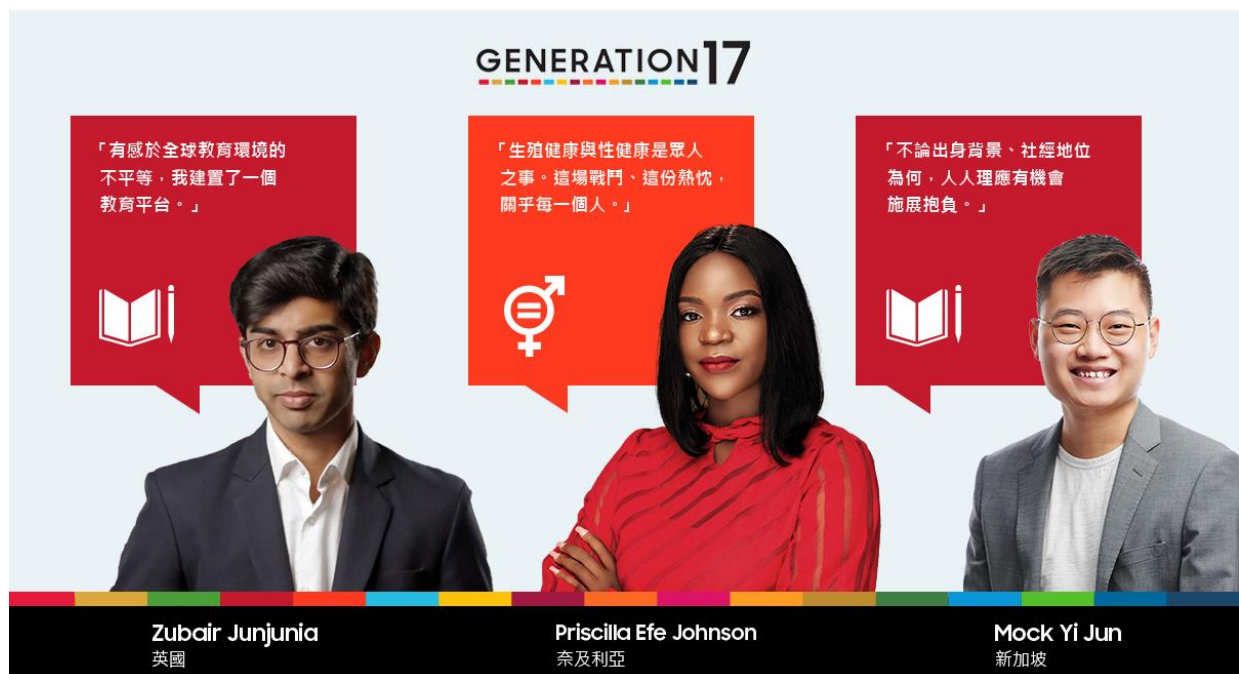 GENERATION17
「有感於全球教育環境的
不平等，我建置了一個
教育平台。」
「生殖健康與性健康是眾人
之事。這場戰鬥、這份熱忱，
關乎每一個人。」
「不論出身背景、社經地位
為何，人人理應有機會
施展抱負。」
Zubair Junjunia
英國
Priscilla Efe Johnson
奈及利亞
Mock Yi Jun
新加坡